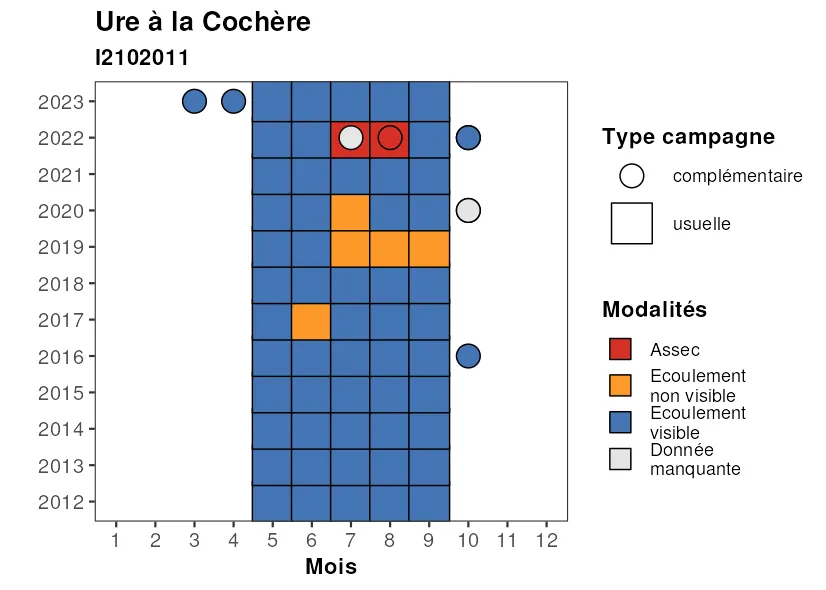 Ure à la Cochère
I2102011
2023
2022
2021
2020
2019
2018
2017
2016
2015
2014
2013
2012
1 2 3 4 5 6 7 8 9 10 11 12
Mois
Type campagne
complémentaire
usuelle
Modalités
Assec
Ecoulement
non visible
Ecoulement
visible
Donnée
manquante